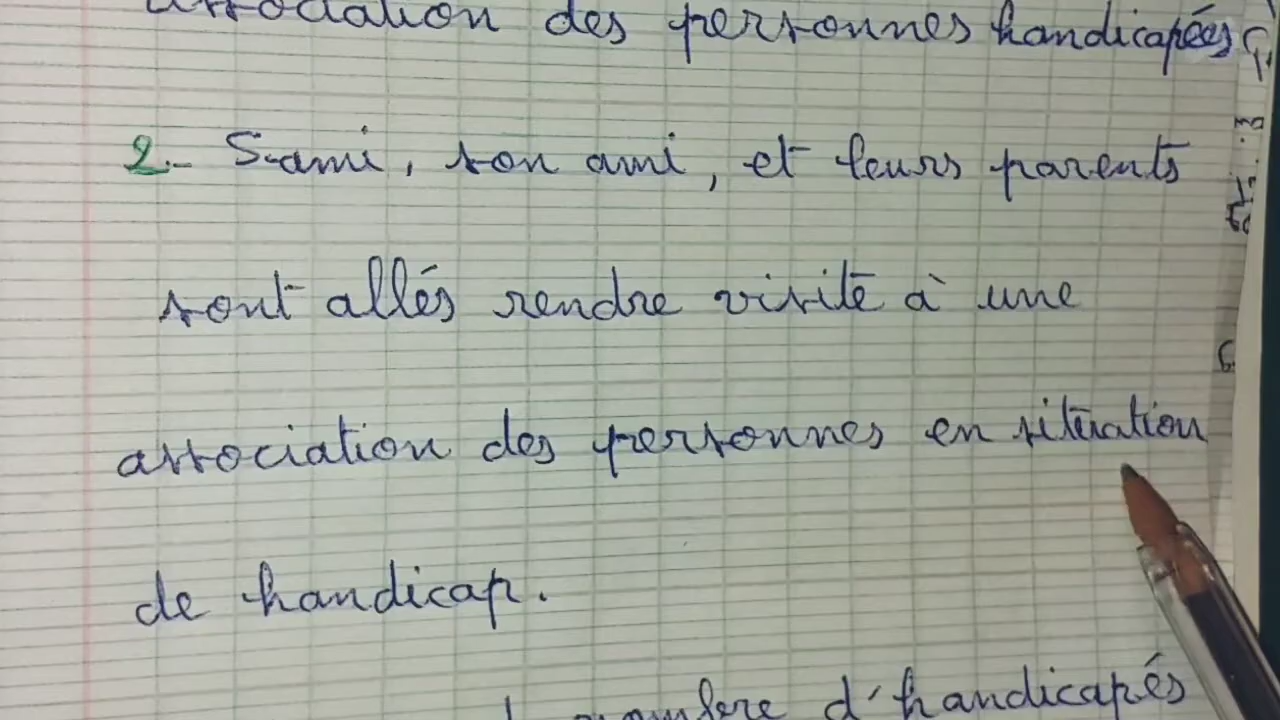 association des personnes handicapées
2.- Sami, son ami, et leurs parents
sont allés rendre visite à une
association des personnes en situation
de handicap.
nombre d'handicapés